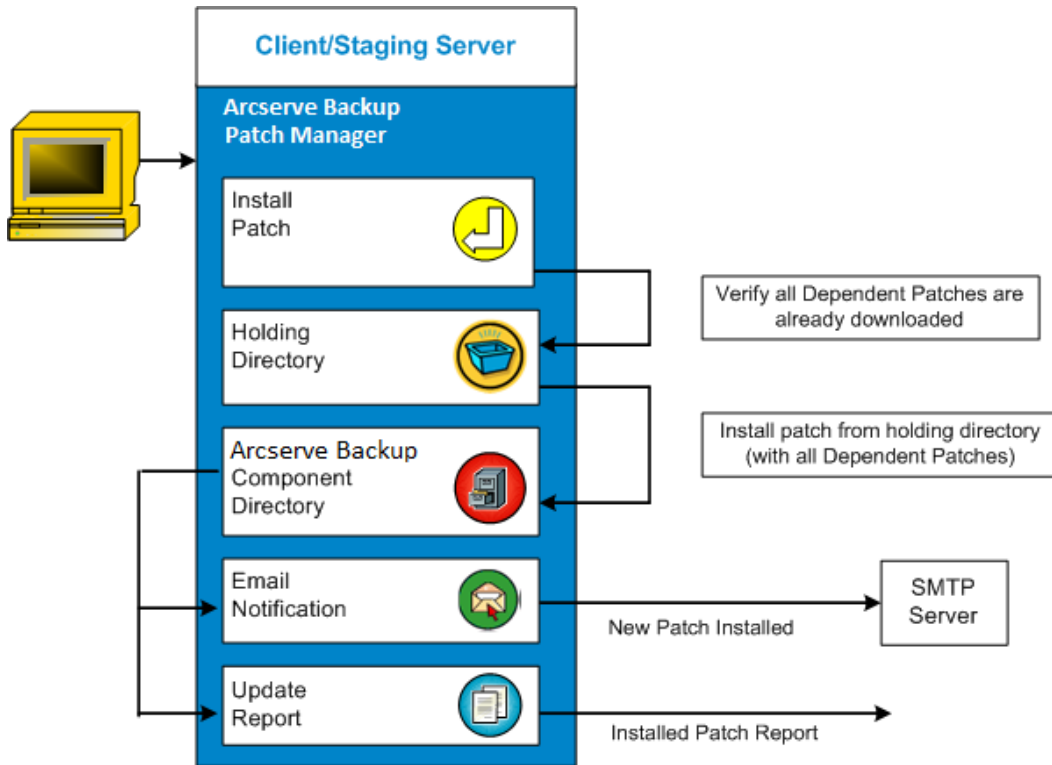 Client/Staging Server
Arcserve Backup
Patch Manager
Install
Patch
Verify all Dependent Patches are
already downloaded
Holding
Directory
Install patch from holding directory
(with all Dependent Patches)
Arcserve Backup
Component
Directory
Email
Notification
New Patch Installed
SMTP
Server
Update
Report
Installed Patch Report